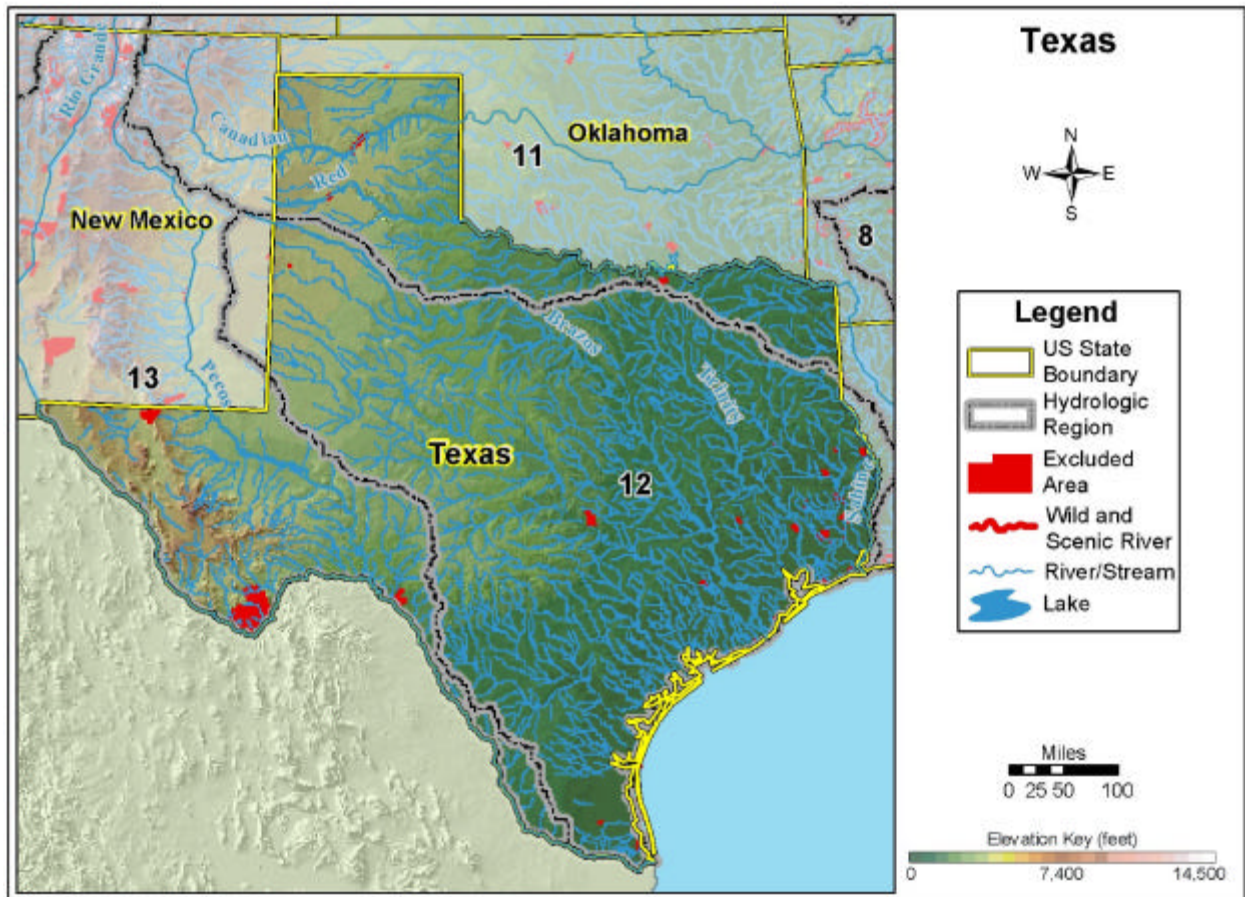 Texas
Rio Grande
Canadian
Oklahoma
11
Red
New Mexico
8
N
W
E
S
Brazos
Trinity
Pecos
13
Texas
12
Sabine
Legend
US State
Boundary
Hydrologic
Region
Excluded
Area
Wild and
Scenic River
River/Stream
Lake
Miles
0 25 50 100
Elevation Key (feet)
0 7,400 14,500